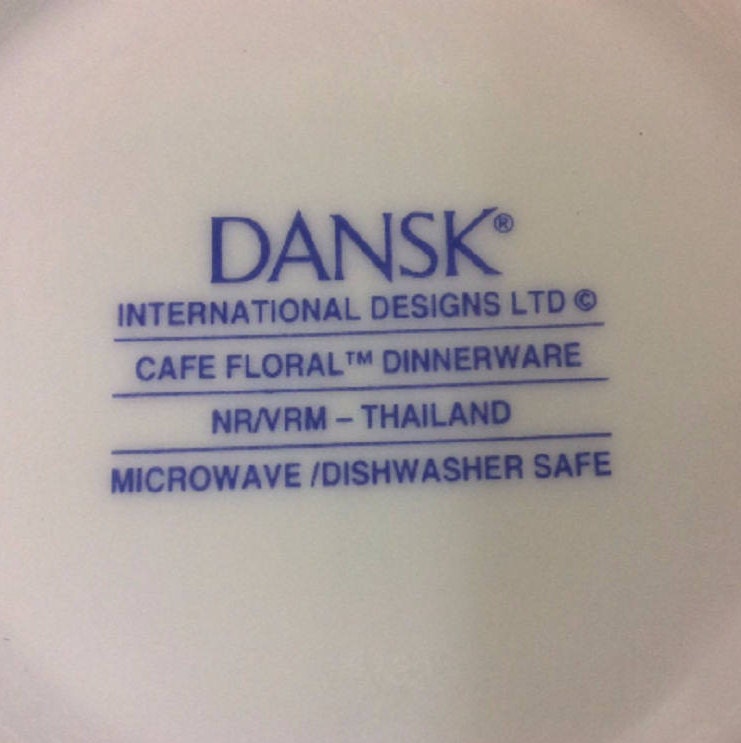 DANSK®
INTERNATIONAL DESIGNS LTD ©
CAFE FLORAL™ DINNERWARE
NR/VRM – THAILAND
MICROWAVE /DISHWASHER SAFE